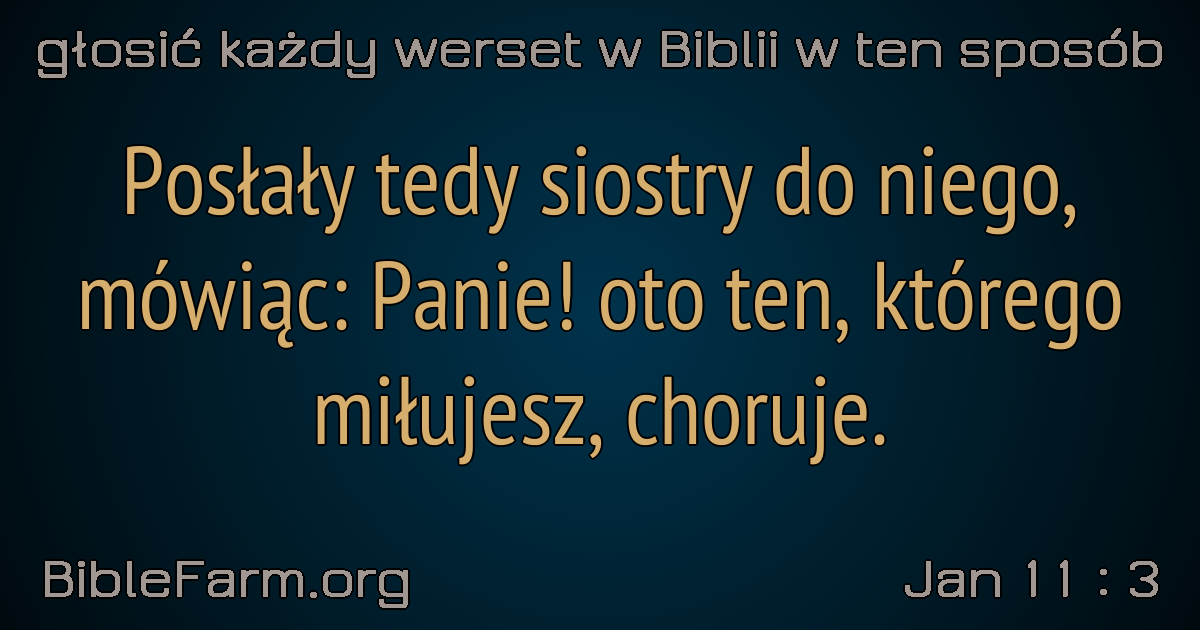 głosić każdy werset w Biblii w ten sposób
Posłały tedy siostry do niego,
mówiąc: Panie! oto ten, którego
miłujesz, choruje.
BibleFarm.org
Jan 11 : 3